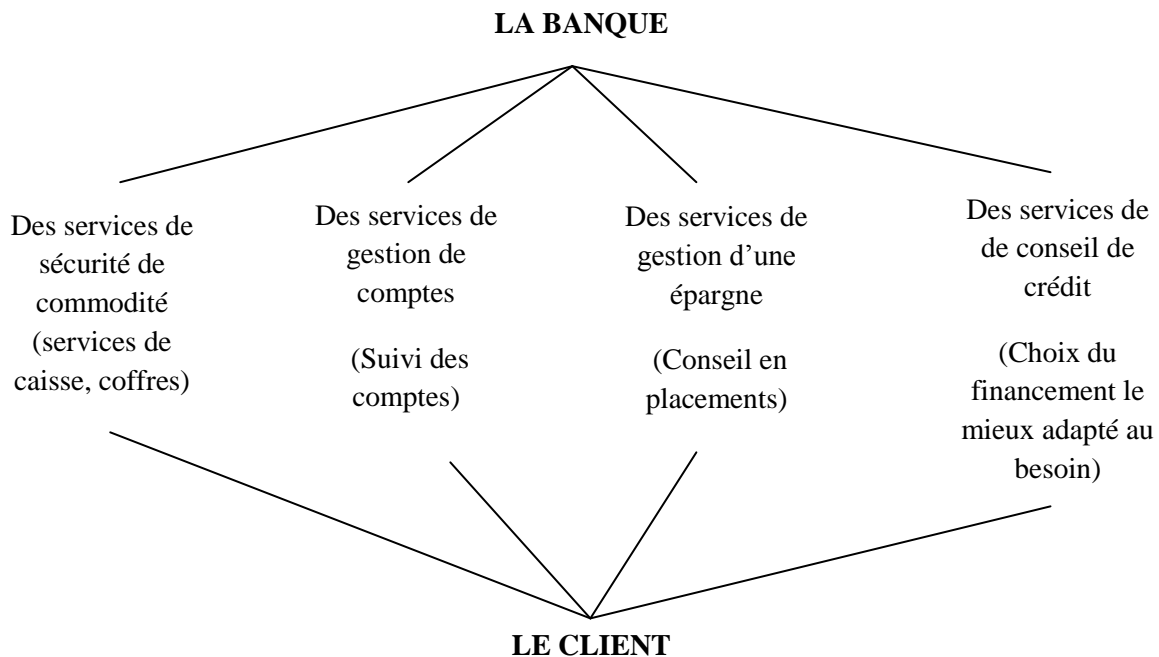 LA BANQUE
Des services de
sécurité de
commodité
(services de
caisse, coffres)
Des services de
gestion de
comptes
(Suivi des
comptes)
Des services de
gestion d’une
épargne
(Conseil en
placements)
Des services de
de conseil de
crédit
(Choix du
financement le
mieux adapté au
besoin)
LE CLIENT